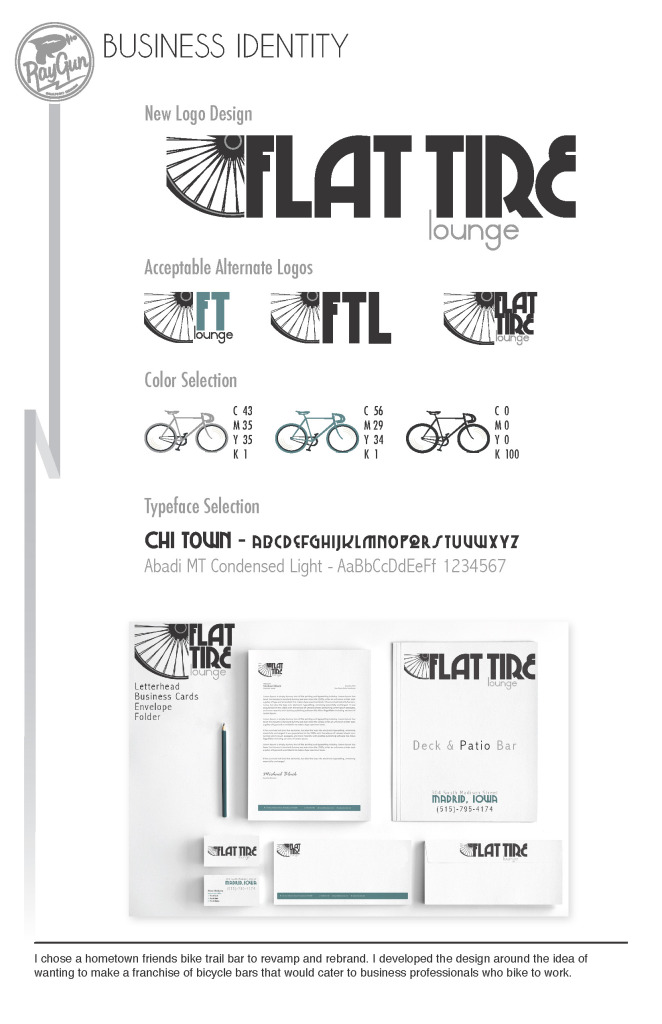 RayGun
BUSINESS IDENTITY
New Logo Design
FLAT TIRE
lounge
Acceptable Alternate Logos
FT
lounge
FTL
FLAT
TIRE
lounge
Color Selection
C 43
M 35
Y 35
K 1
C 56
M 29
Y 34
K 1
C 0
M 0
Y 0
K 100
Typeface Selection
CHI TOWN - ABCDEFGHIJKLMNOPQRSTUVWXYZ
Abadi MT Condensed Light - AaBbCcDdEeFf 1234567
FLAT
TIRE
lounge
Letterhead
Business Cards
Envelope
Folder
FLAT
TIRE
FLAT TIRE
lounge
Deck & Patio Bar
MADRID, IOWA
(515)-795-4174
FLAT TIRE
MADRID, IOWA
FLAT
TIRE
FLAT TIRE
I chose a hometown friends bike trail bar to revamp and rebrand. I developed the design around the idea of
wanting to make a franchise of bicycle bars that would cater to business professionals who bike to work.